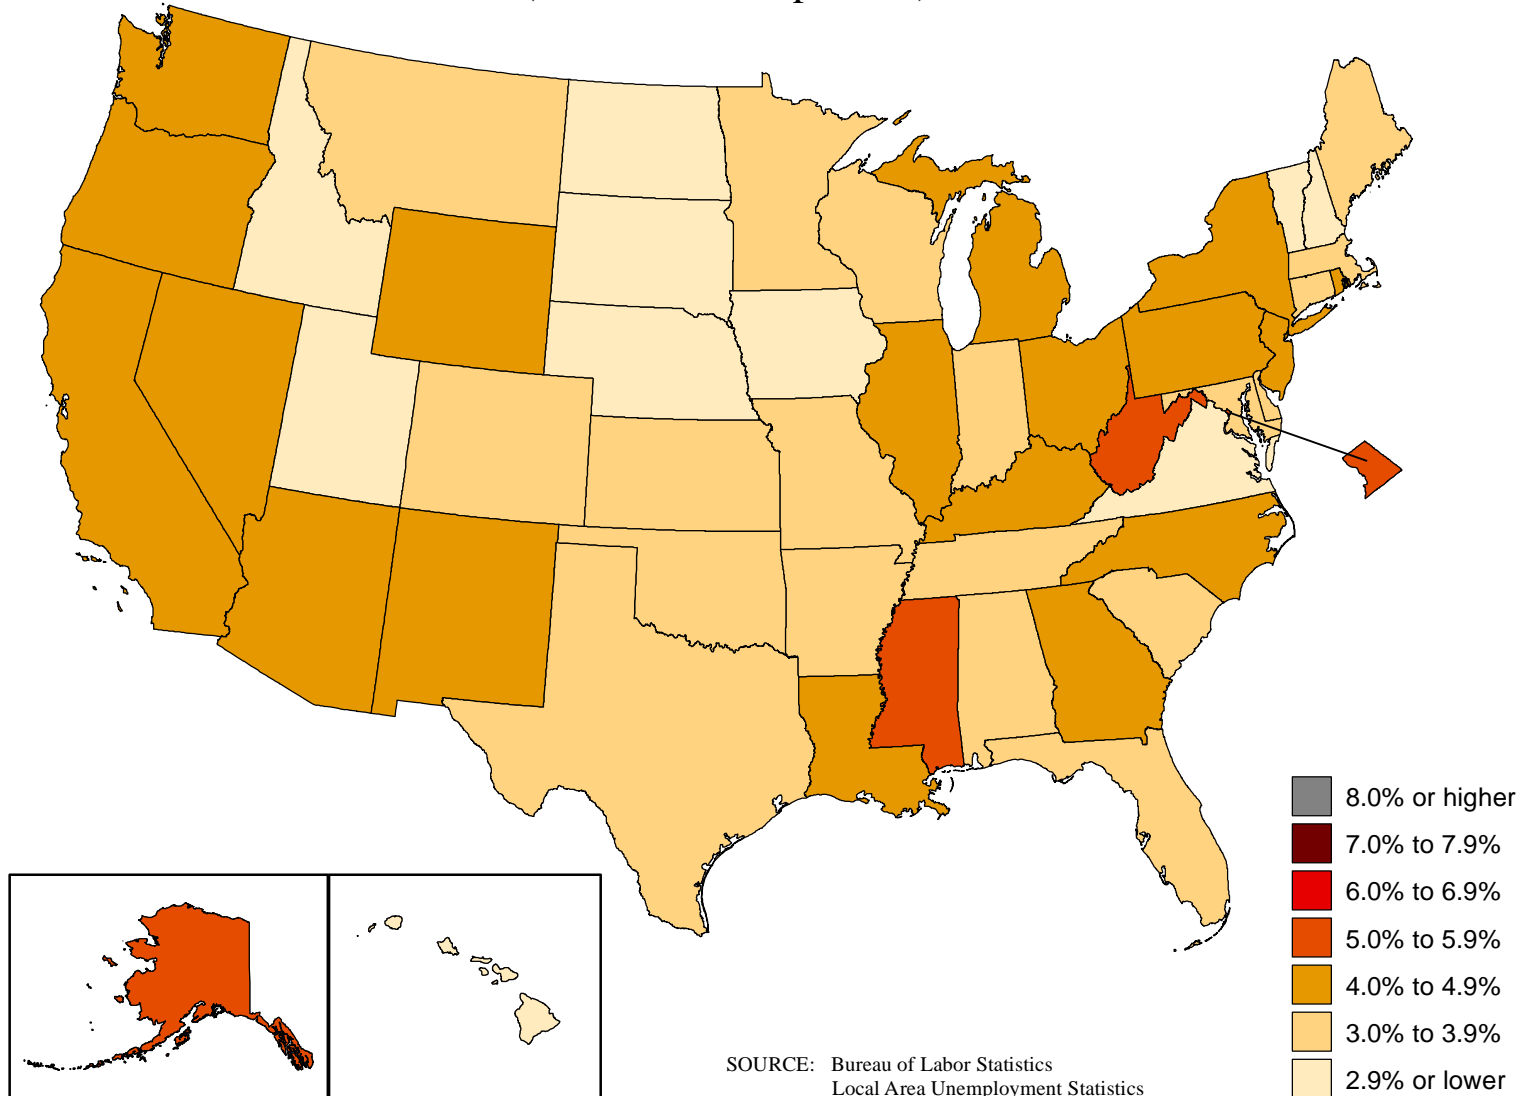 8.0% or higher
7.0% to 7.9%
6.0% to 6.9%
5.0% to 5.9%
4.0% to 4.9%
3.0% to 3.9%
2.9% or lower
SOURCE: Bureau of Labor Statistics
Local Area Unemployment Statistics